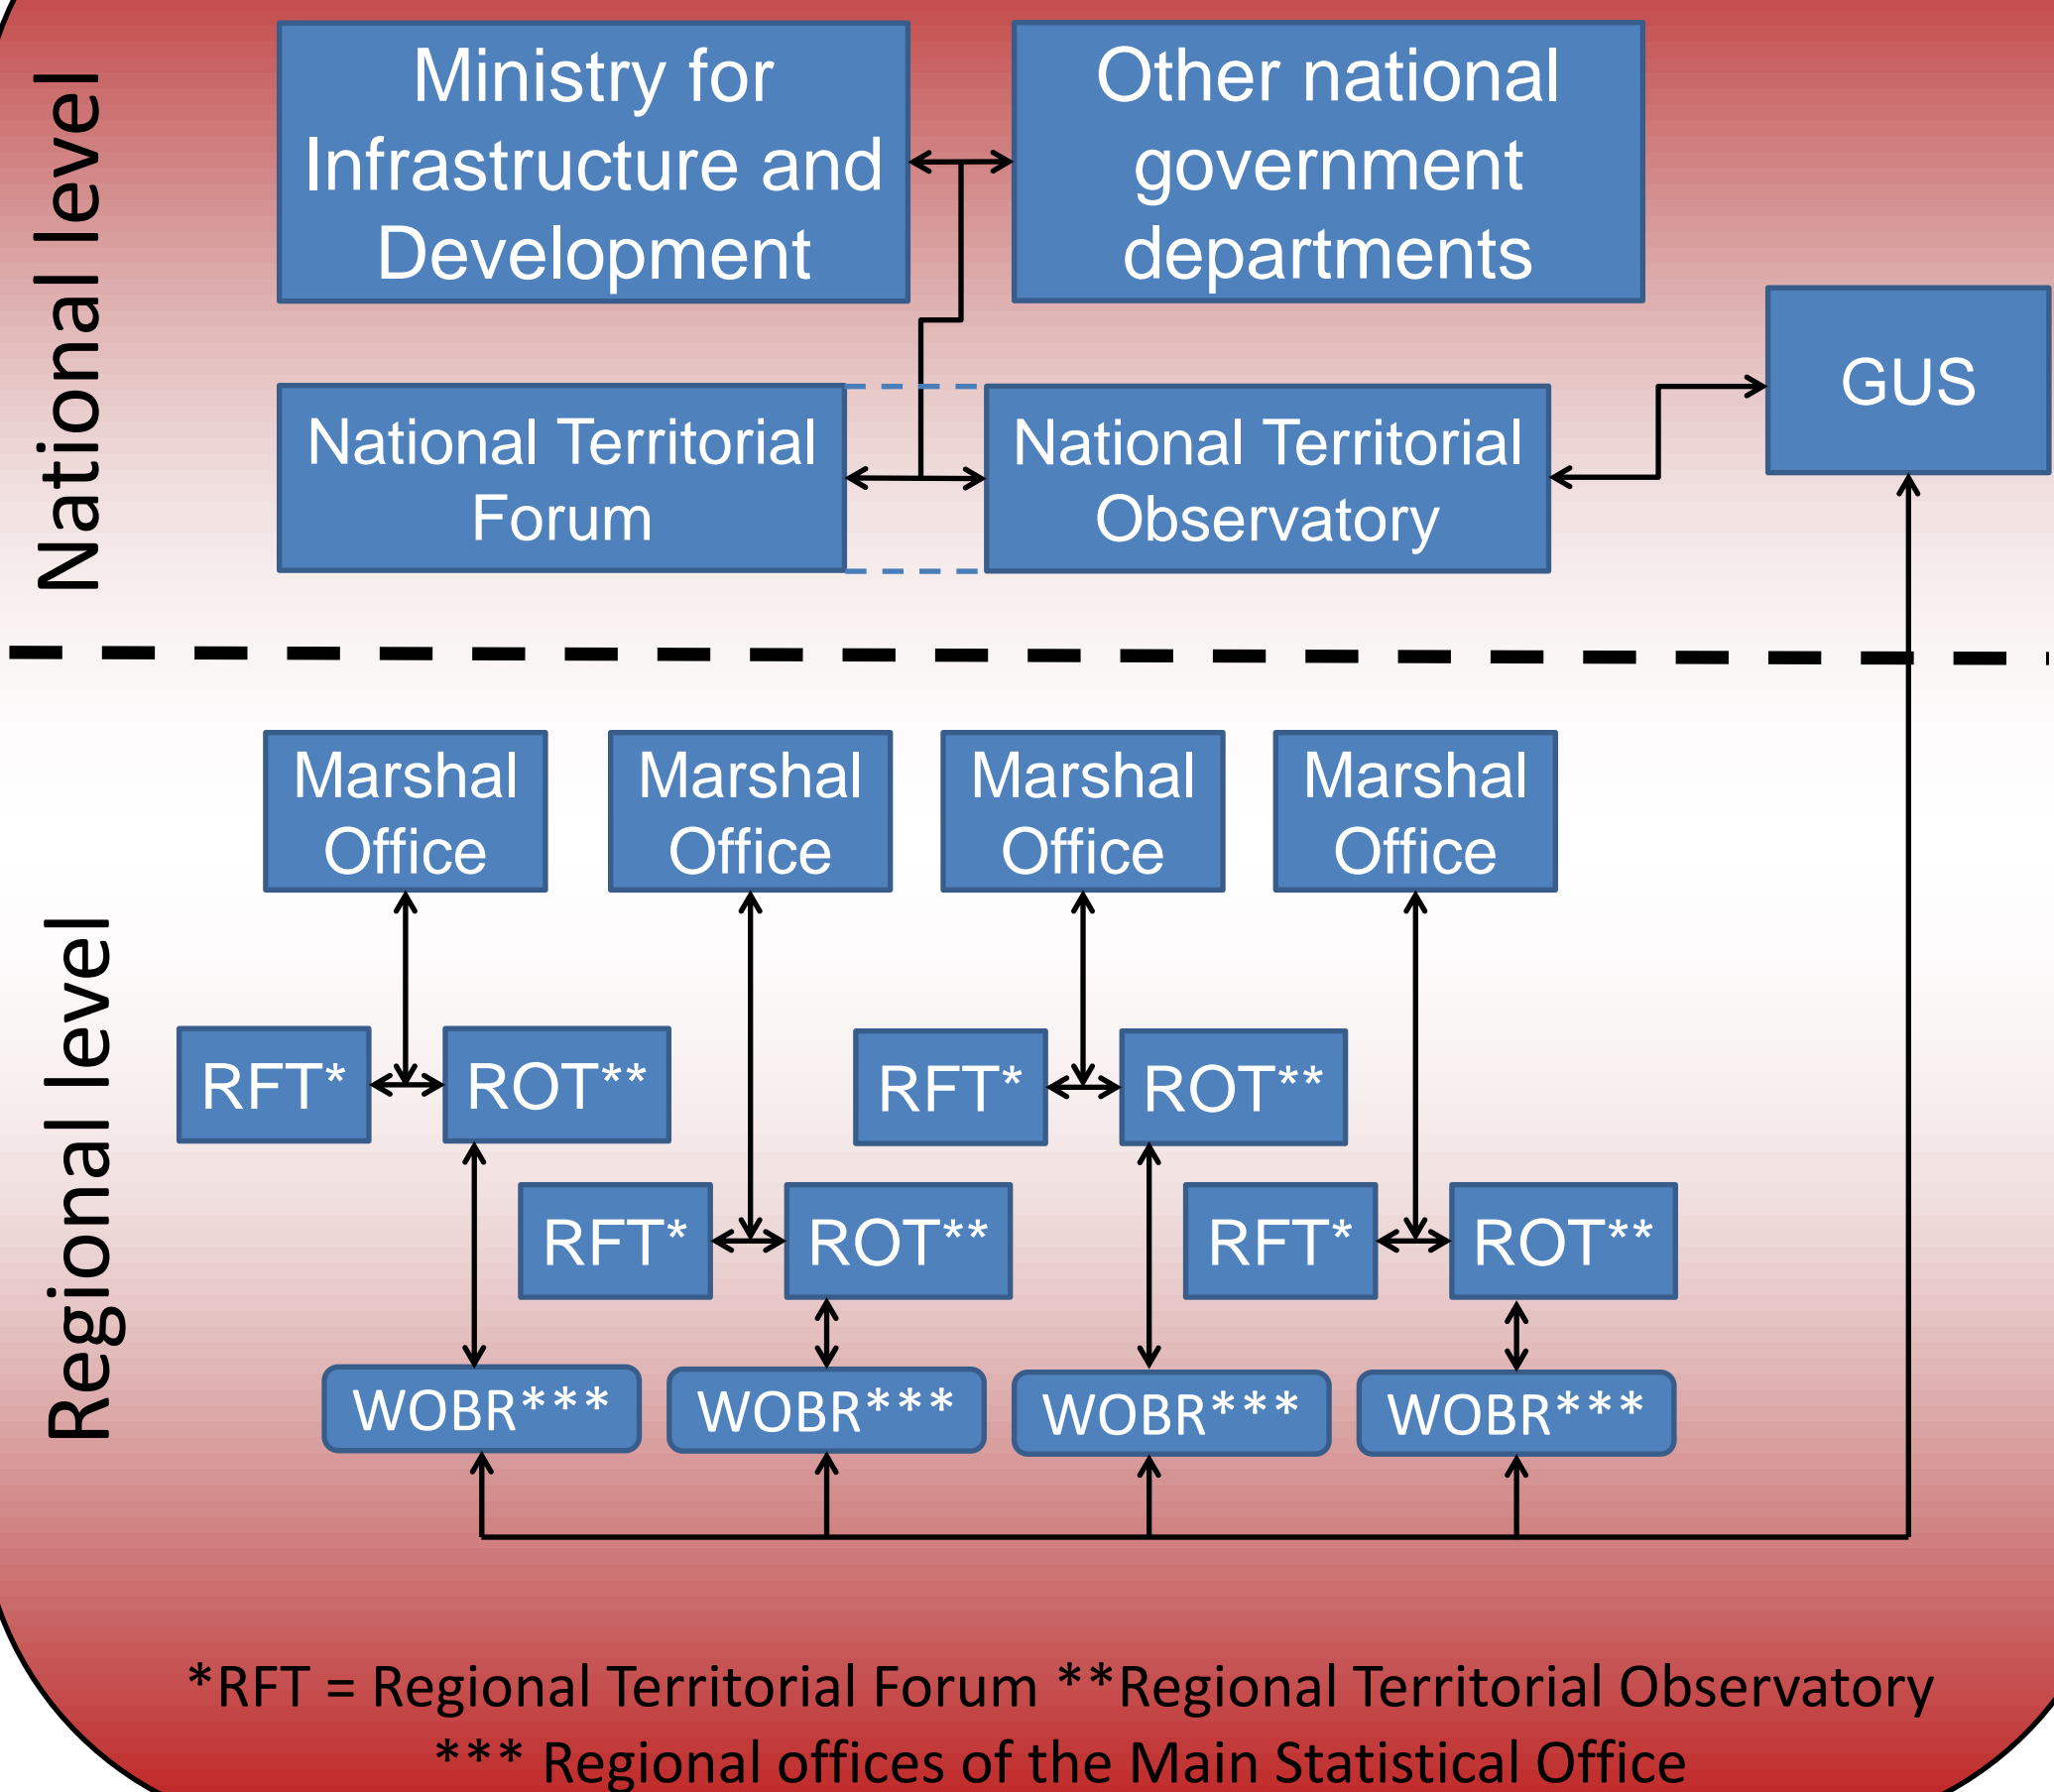 National level
Ministry for
Infrastructure and
Development
Other national
government
departments
GUS
National Territorial
Forum
National Territorial
Observatory
Regional level
Marshal
Office
Marshal
Office
Marshal
Office
Marshal
Office
RFT*
ROT**
RFT*
ROT**
RFT*
ROT**
RFT*
ROT**
WOBR***
WOBR***
WOBR***
WOBR***
*RFT = Regional Territorial Forum **Regional Territorial Observatory
*** Regional offices of the Main Statistical Office